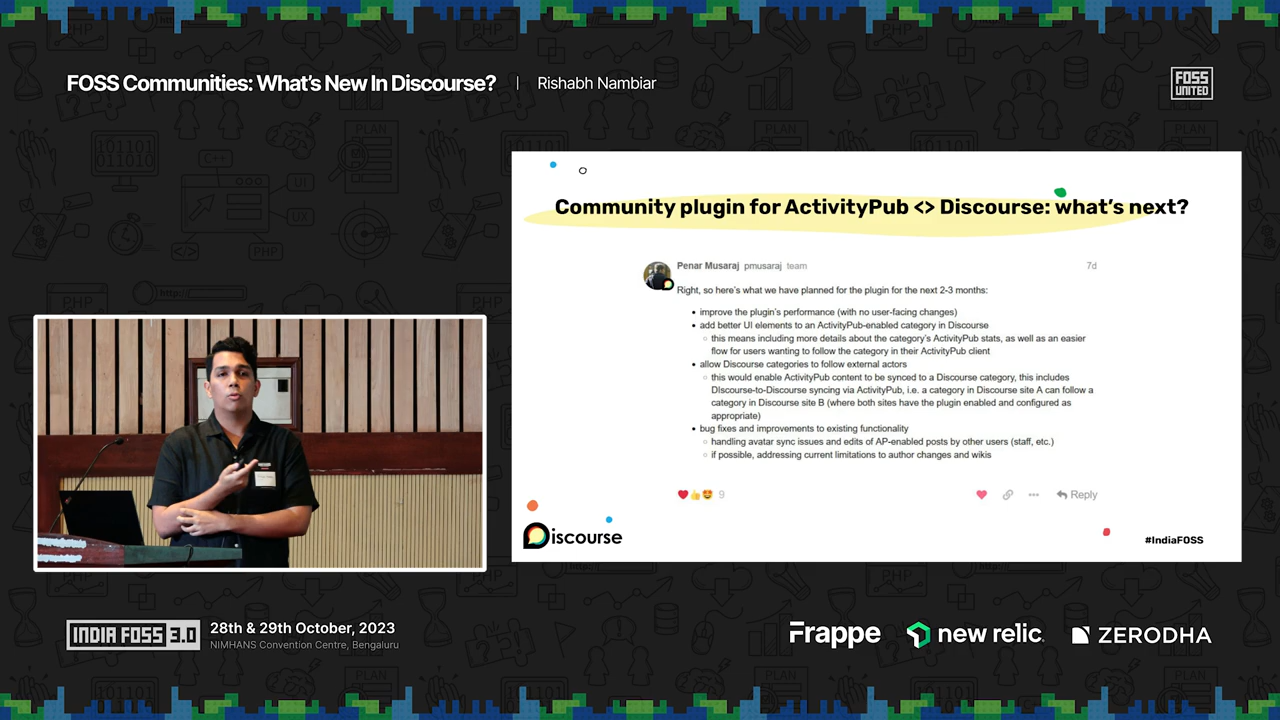 FOSS Communities: What's New In Discourse? | Rishabh Nambiar
FOSS
UNITED
Community plugin for ActivityPub <> Discourse: what's next?
Penar Musaraj pmusaraj team 7d
Right, so here's what we have planned for the plugin for the next 2-3 months:
• improve the plugin's performance (with no user-facing changes)
• add better UI elements to an ActivityPub-enabled category in Discourse
○ this means including more details about the category's ActivityPub stats, as well as an easier
flow for users wanting to follow the category in their ActivityPub client
• allow Discourse categories to follow external actors
○ this would enable ActivityPub content to be synced to a Discourse category, this includes
DIscourse-to-Discourse syncing via ActivityPub, i.e. a category in Discourse site A can follow a
category in Discourse site B (where both sites have the plugin enabled and configured as
appropriate)
• bug fixes and improvements to existing functionality
○ handling avatar sync issues and edits of AP-enabled posts by other users (staff, etc.)
○ if possible, addressing current limitations to author changes and wikis
9 Reply
Discourse
#IndiaFOSS
INDIA FOSS 3.0
28th & 29th October, 2023
NIMHANS Convention Centre, Bengaluru
Frappe new relic ZERODHA